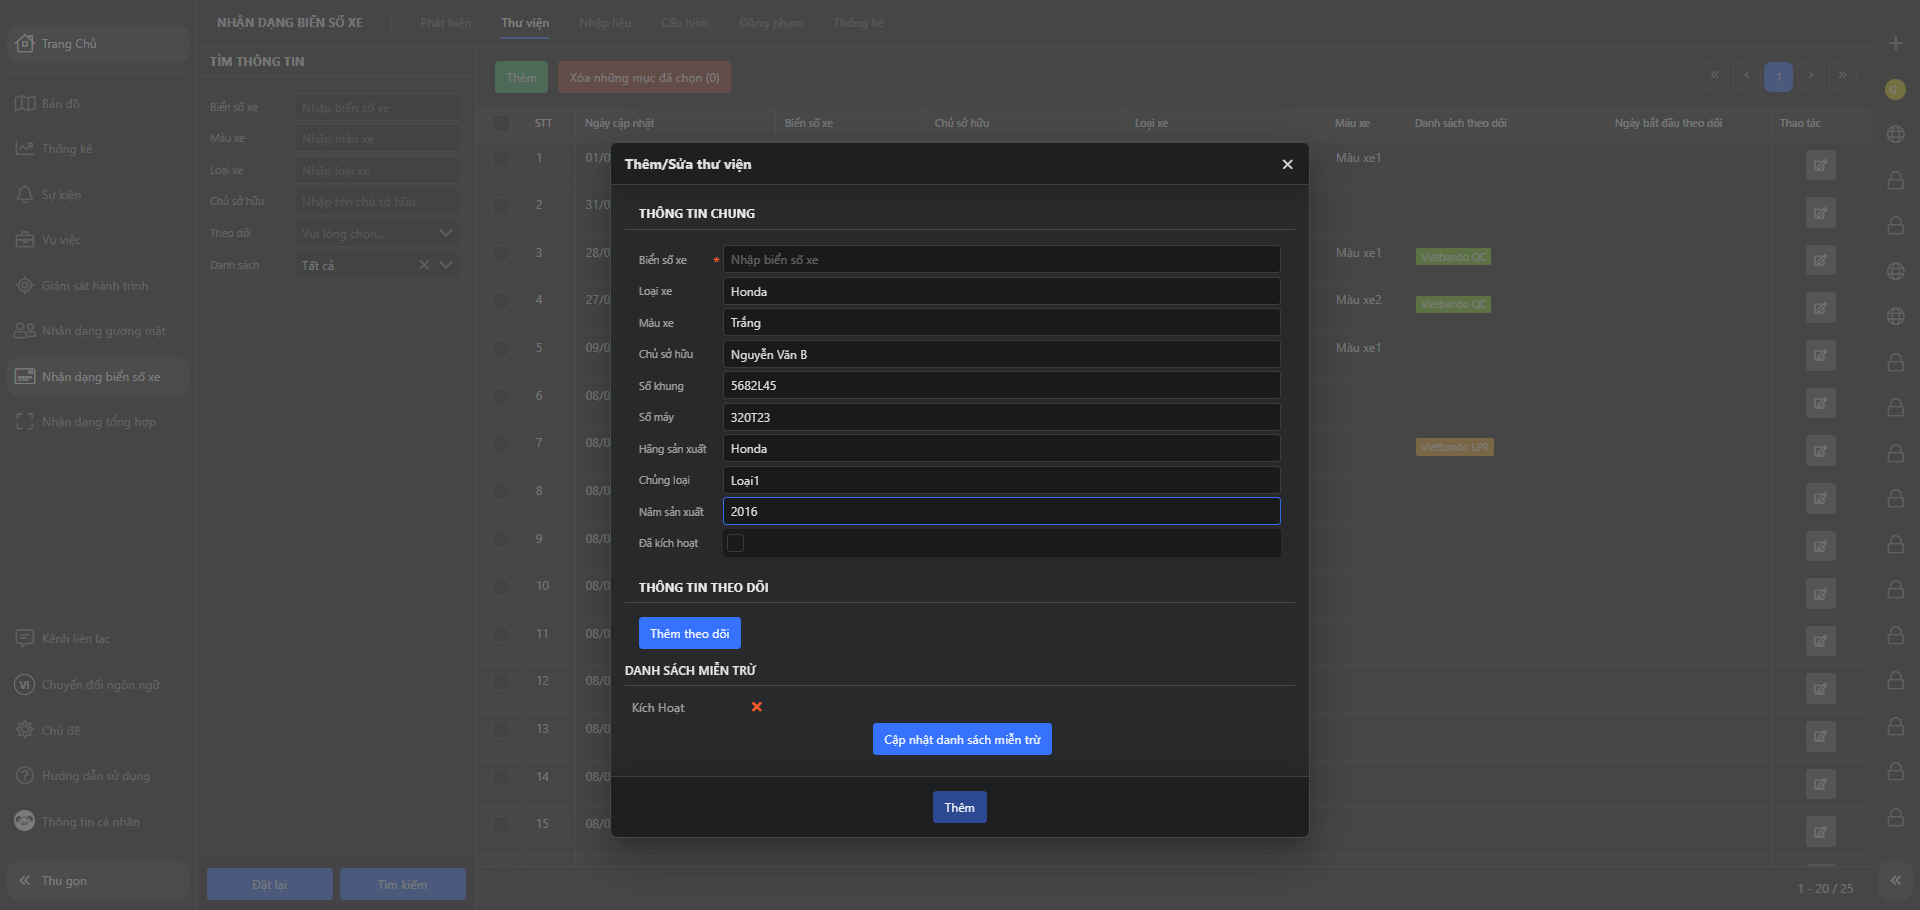 NHẬN DẠNG BIỂN SỐ XE
Phát hiện
Thư viện
Nhập liệu
Cấu hình
Đồng phạm
Thống kê
Trang Chủ
Bản đồ
Thống kê
Sự kiện
Vụ việc
Giám sát hành trình
Nhận dạng gương mặt
Nhận dạng biển số xe
Nhận dạng tổng hợp
Kênh liên lạc
VI Chuyển đổi ngôn ngữ
Chủ đề
Hướng dẫn sử dụng
Thông tin cá nhân
Thu gọn
TÌM THÔNG TIN
Biển số xe Nhập biển số xe
Màu xe Nhập màu xe
Loại xe Nhập loại xe
Chủ sở hữu Nhập tên chủ sở hữu
Theo dõi Vui lòng chọn...
Danh sách Tất cả
Đặt lại
Tìm kiếm
Thêm
Xóa những mục đã chọn (0)
« ‹ 1 › »
STT Ngày cập nhật Biển số xe Chủ sở hữu Loại xe Màu xe Danh sách theo dõi Ngày bắt đầu theo dõi Thao tác
1 01/0 Màu xe1
2 31/0
3 28/0 Màu xe1 Vietbando QC
4 27/0 Màu xe2 Vietbando QC
5 09/0 Màu xe1
6 08/0
7 08/0 Vietbando LPR
8 08/0
9 08/0
10 08/0
11 08/0
12 08/0
13 08/0
14 08/0
15 08/0
1 - 20 / 25
Thêm/Sửa thư viện
THÔNG TIN CHUNG
Biển số xe * Nhập biển số xe
Loại xe Honda
Màu xe Trắng
Chủ sở hữu Nguyễn Văn B
Số khung 5682L45
Số máy 320T23
Hãng sản xuất Honda
Chủng loại Loại1
Năm sản xuất 2016
Đã kích hoạt
THÔNG TIN THEO DÕI
Thêm theo dõi
DANH SÁCH MIỄN TRỪ
Kích Hoạt
Cập nhật danh sách miễn trừ
Thêm